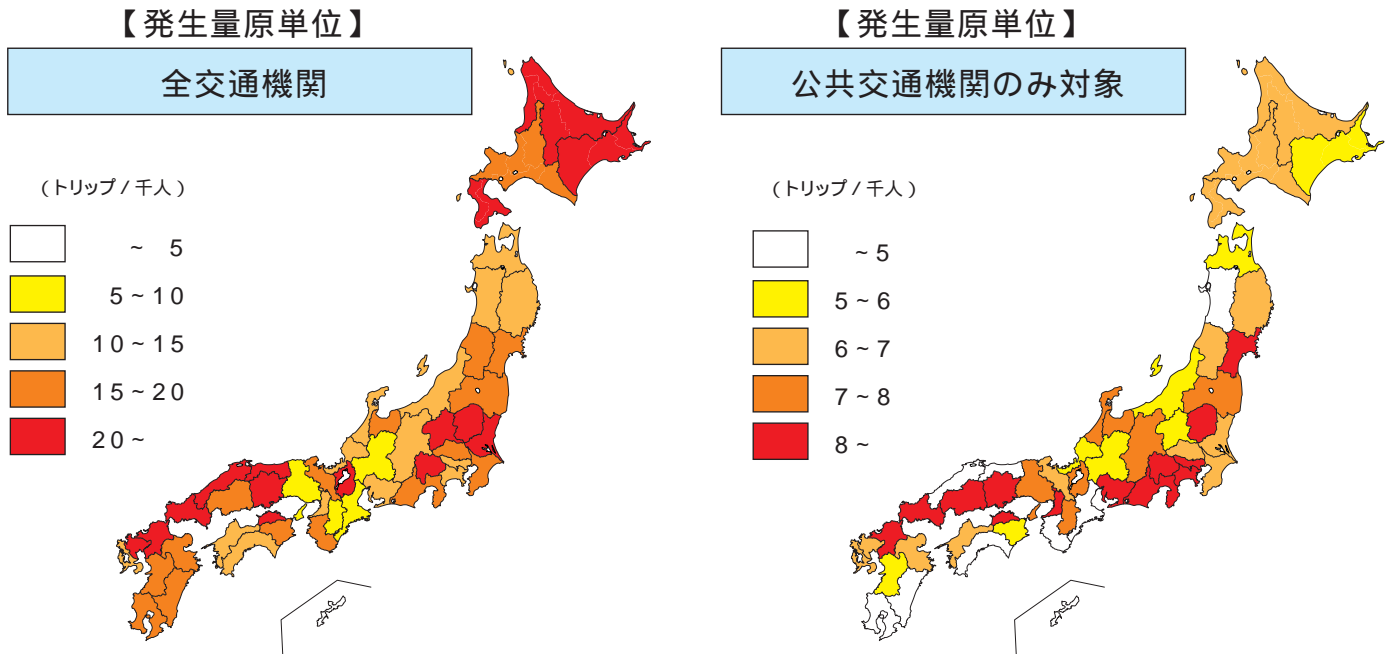 【発生量原単位】
全交通機関
(トリップ/千人)
~ 5
5~10
10~15
15~20
20~
【発生量原単位】
公共交通機関のみ対象
(トリップ/千人)
~5
5~6
6~7
7~8
8~